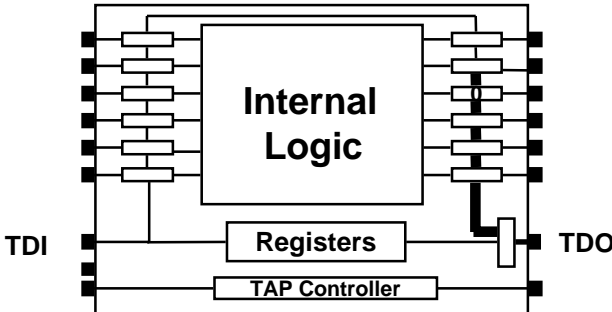 Internal
Logic
TDI
Registers
TDO
TAP Controller